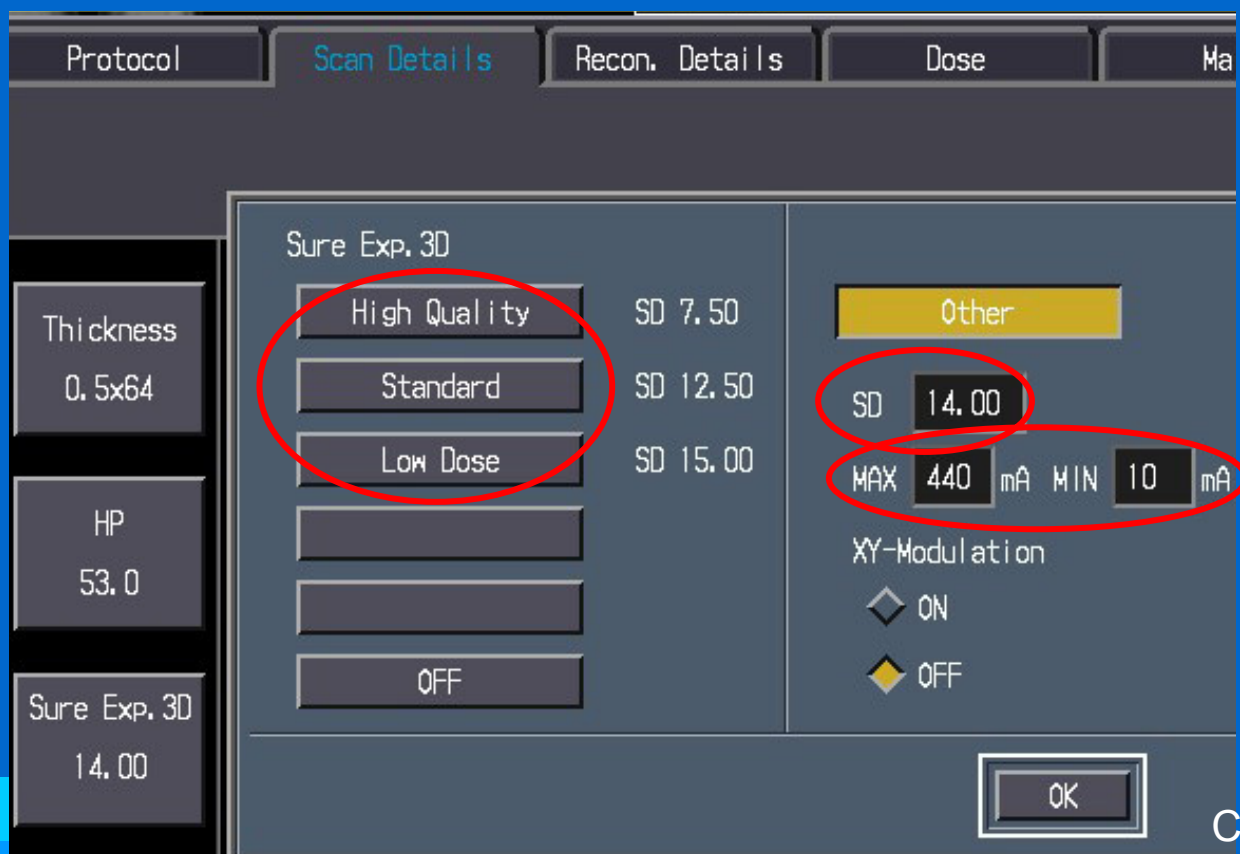 Protocol
Scan Details
Recon. Details
Dose
Ma
Thickness
0.5x64
HP
53.0
Sure Exp.3D
14.00
Sure Exp.3D
High Quality SD 7.50
Standard SD 12.50
Low Dose SD 15.00
OFF
Other
SD 14.00
MAX 440 mA MIN 10 mA
XY-Modulation
ON
OFF
OK
C